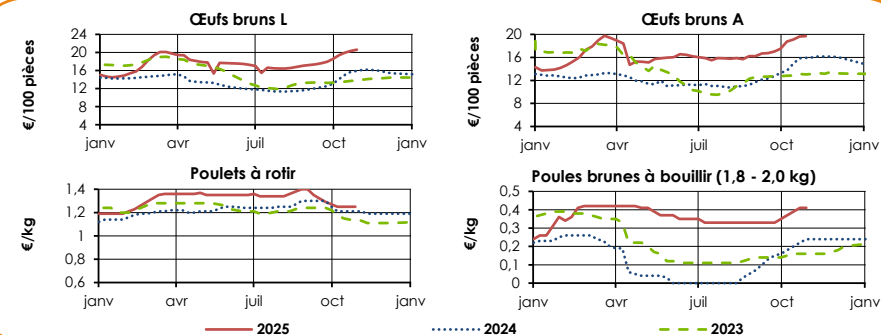 Œufs bruns L
€/100 pièces
24
20
16
12
8
4
janv avr juil oct janv
Œufs bruns A
€/100 pièces
20
16
12
8
4
janv avr juil oct janv
Poulets à rotir
€/kg
1,4
1,2
1
0,8
0,6
janv avr juil oct janv
Poules brunes à bouillir (1,8 - 2,0 kg)
€/kg
0,5
0,4
0,3
0,2
0,1
0
janv avr juil oct janv
2025 2024 2023